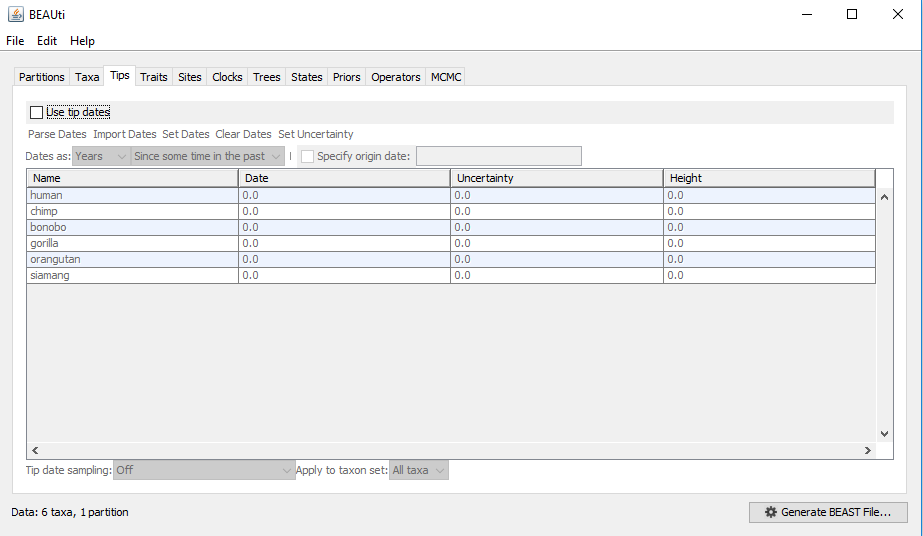 BEAUti
File Edit Help
Partitions Taxa Tips Traits Sites Clocks Trees States Priors Operators MCMC
Use tip dates
Parse Dates Import Dates Set Dates Clear Dates Set Uncertainty
Dates as: Years Since some time in the past | Specify origin date:
Name Date Uncertainty Height
human 0.0 0.0 0.0
chimp 0.0 0.0 0.0
bonobo 0.0 0.0 0.0
gorilla 0.0 0.0 0.0
orangutan 0.0 0.0 0.0
siamang 0.0 0.0 0.0
Tip date sampling: Off Apply to taxon set: All taxa
Data: 6 taxa, 1 partition Generate BEAST File...